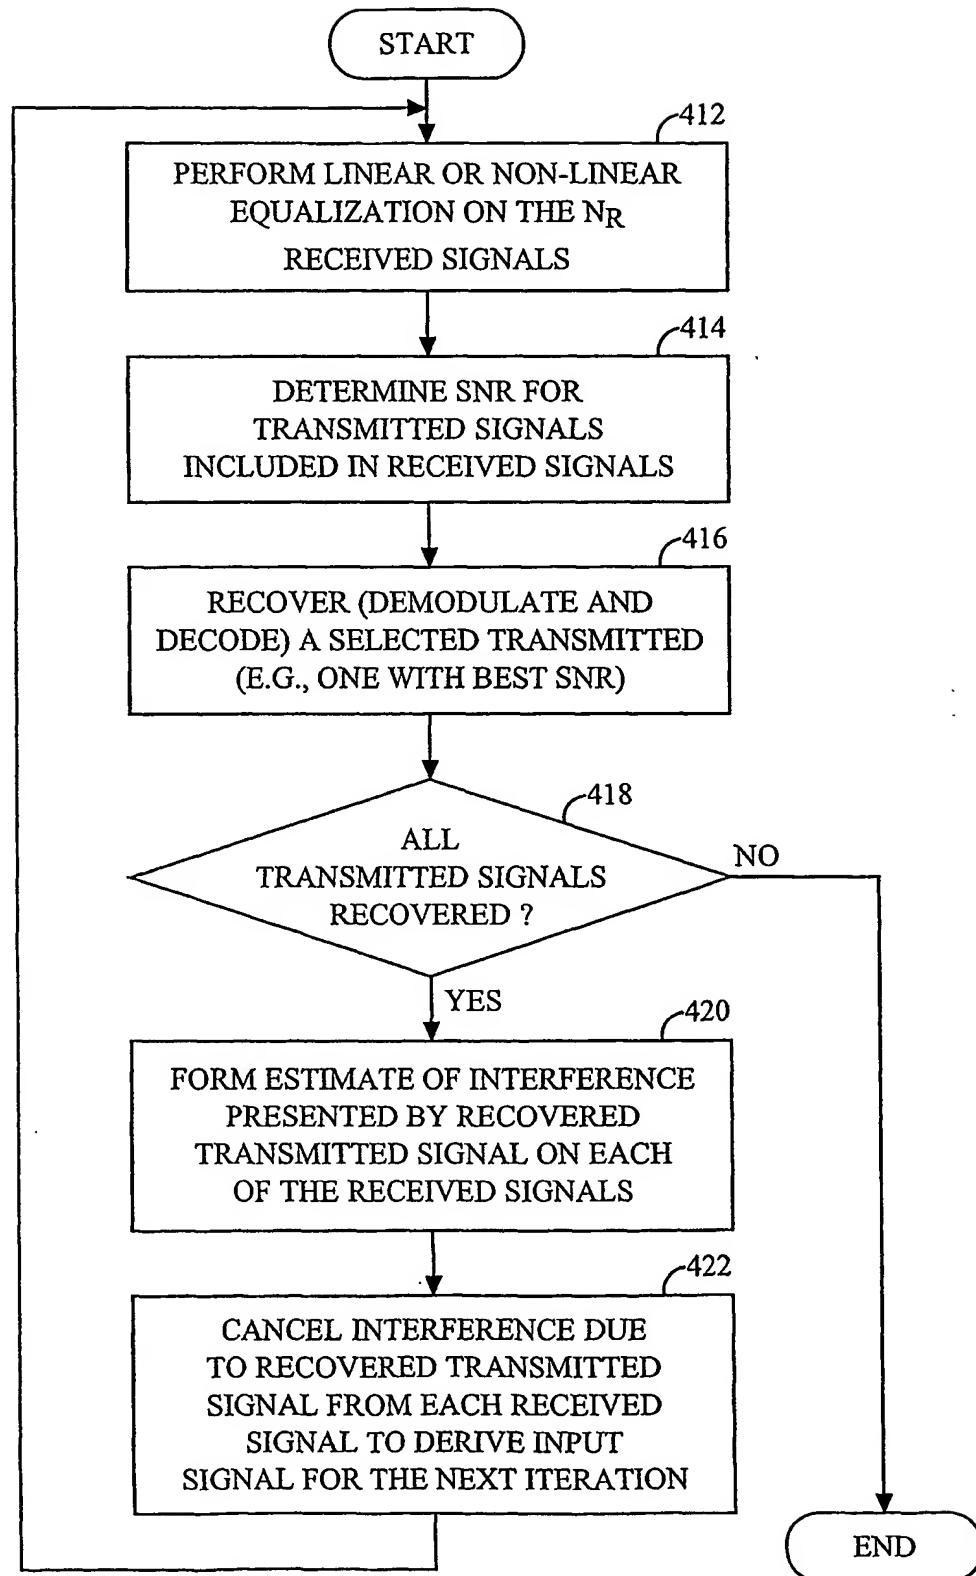 START
412
PERFORM LINEAR OR NON-LINEAR
EQUALIZATION ON THE NR
RECEIVED SIGNALS
414
DETERMINE SNR FOR
TRANSMITTED SIGNALS
INCLUDED IN RECEIVED SIGNALS
416
RECOVER (DEMODULATE AND
DECODE) A SELECTED TRANSMITTED
(E.G., ONE WITH BEST SNR)
418
ALL
TRANSMITTED SIGNALS
RECOVERED ?
NO
YES
420
FORM ESTIMATE OF INTERFERENCE
PRESENTED BY RECOVERED
TRANSMITTED SIGNAL ON EACH
OF THE RECEIVED SIGNALS
422
CANCEL INTERFERENCE DUE
TO RECOVERED TRANSMITTED
SIGNAL FROM EACH RECEIVED
SIGNAL TO DERIVE INPUT
SIGNAL FOR THE NEXT ITERATION
END